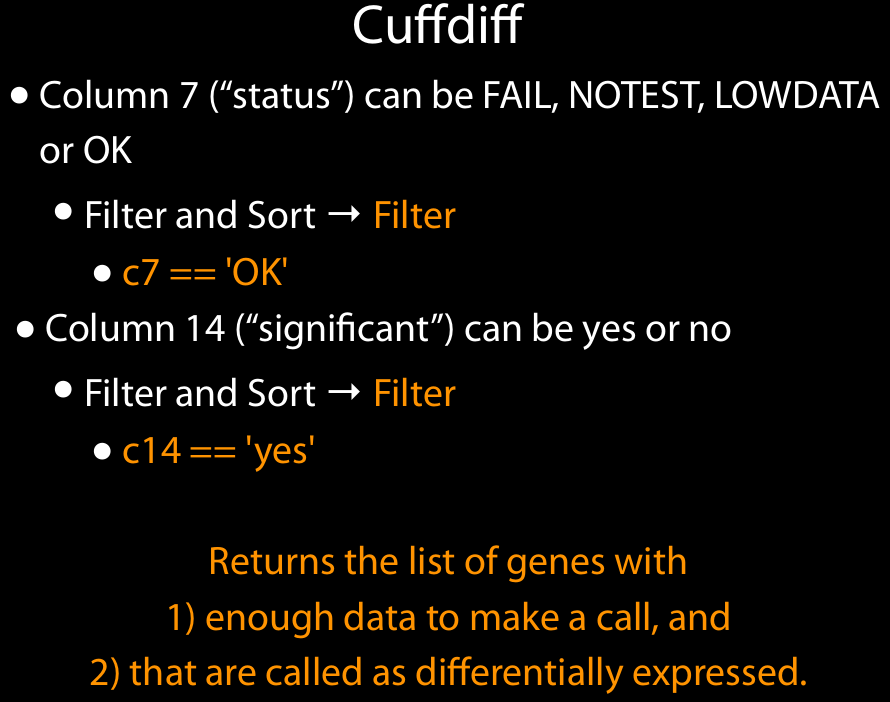 Cuffdiff
• Column 7 (“status”) can be FAIL, NOTEST, LOWDATA
or OK
• Filter and Sort → Filter
• c7 == 'OK'
• Column 14 (“significant”) can be yes or no
• Filter and Sort → Filter
• c14 == 'yes'
Returns the list of genes with
1) enough data to make a call, and
2) that are called as differentially expressed.